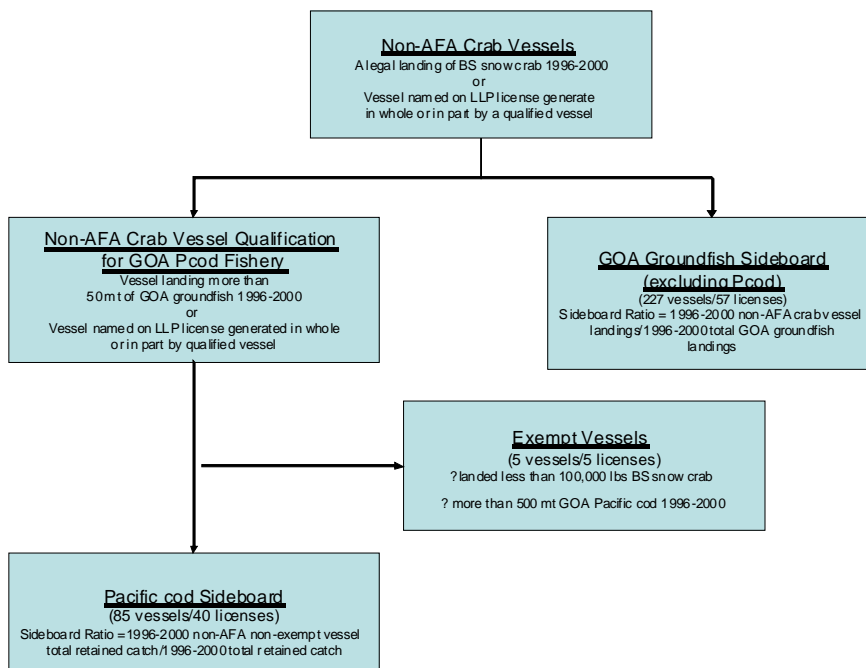 Non-AFA Crab Vessels
A legal landing of BS snow crab 1996-2000
or
Vessel named on LLP license generate
in whole or in part by a qualified vessel
Non-AFA Crab Vessel Qualification
for GOA Pcod Fishery
Vessel landing more than
50 mt of GOA groundfish 1996-2000
or
Vessel named on LLP license generated in whole
or in part by qualified vessel
GOA Groundfish Sideboard
(excluding Pcod)
(227 vessels/57 licenses)
Sideboard Ratio = 1996-2000 non-AFA crab vessel
landings/1996-2000 total GOA groundfish
landings
Exempt Vessels
(5 vessels/5 licenses)
?landed less than 100,000 lbs BS snow crab
? more than 500 mt GOA Pacific cod 1996-2000
Pacific cod Sideboard
(85 vessels/40 licenses)
Sideboard Ratio =1996-2000 non-AFA non-exempt vessel
total retained catch/1996-2000 total retained catch